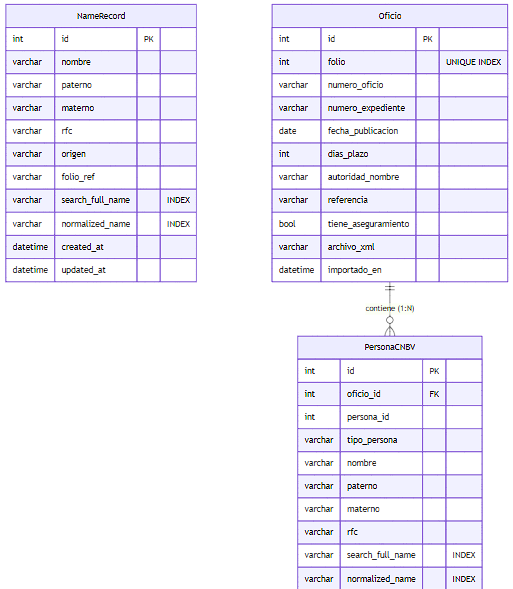 NameRecord
int id PK
varchar nombre
varchar paterno
varchar materno
varchar rfc
varchar origen
varchar folio_ref
varchar search_full_name INDEX
varchar normalized_name INDEX
datetime created_at
datetime updated_at
Oficio
int id PK
int folio UNIQUE INDEX
varchar numero_oficio
varchar numero_expediente
date fecha_publicacion
int dias_plazo
varchar autoridad_nombre
varchar referencia
bool tiene_aseguramiento
varchar archivo_xml
datetime importado_en
contiene (1:N)
PersonaCNBV
int id PK
int oficio_id FK
int persona_id
varchar tipo_persona
varchar nombre
varchar paterno
varchar materno
varchar rfc
varchar search_full_name INDEX
varchar normalized_name INDEX